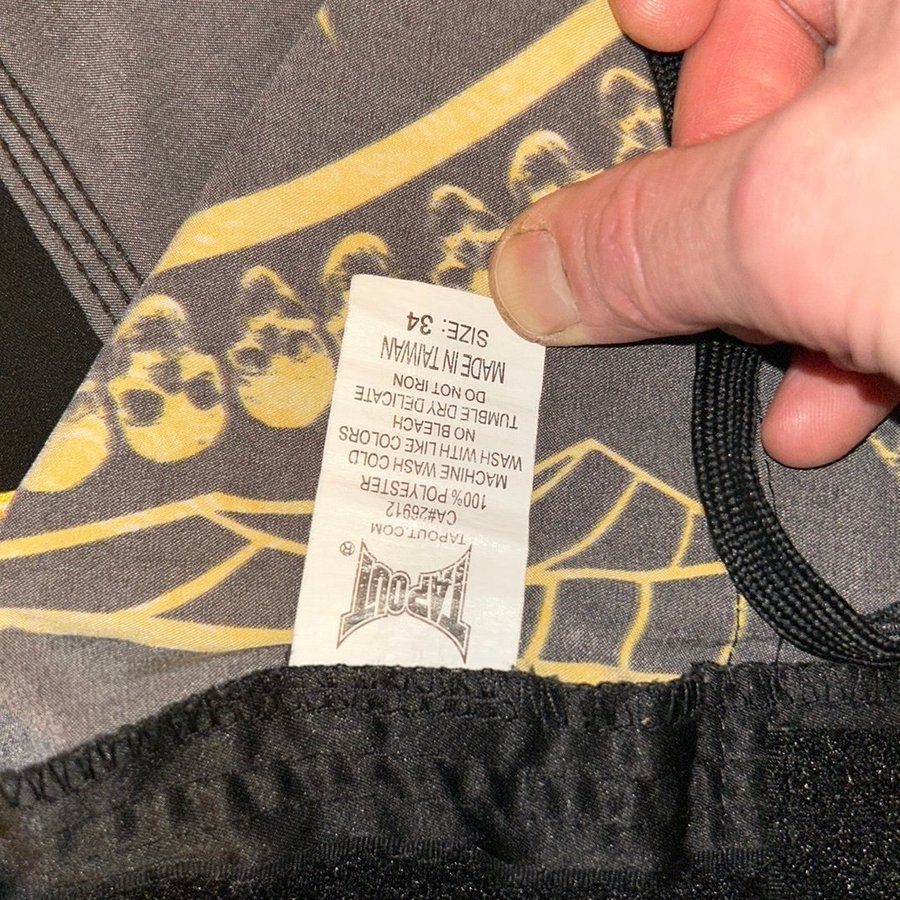 TAPOUT®
TAPOUT.COM
CA#26912
100% POLYESTER
MACHINE WASH COLD
WASH WITH LIKE COLORS
NO BLEACH
TUMBLE DRY DELICATE
DO NOT IRON
MADE IN TAIWAN
SIZE: 34